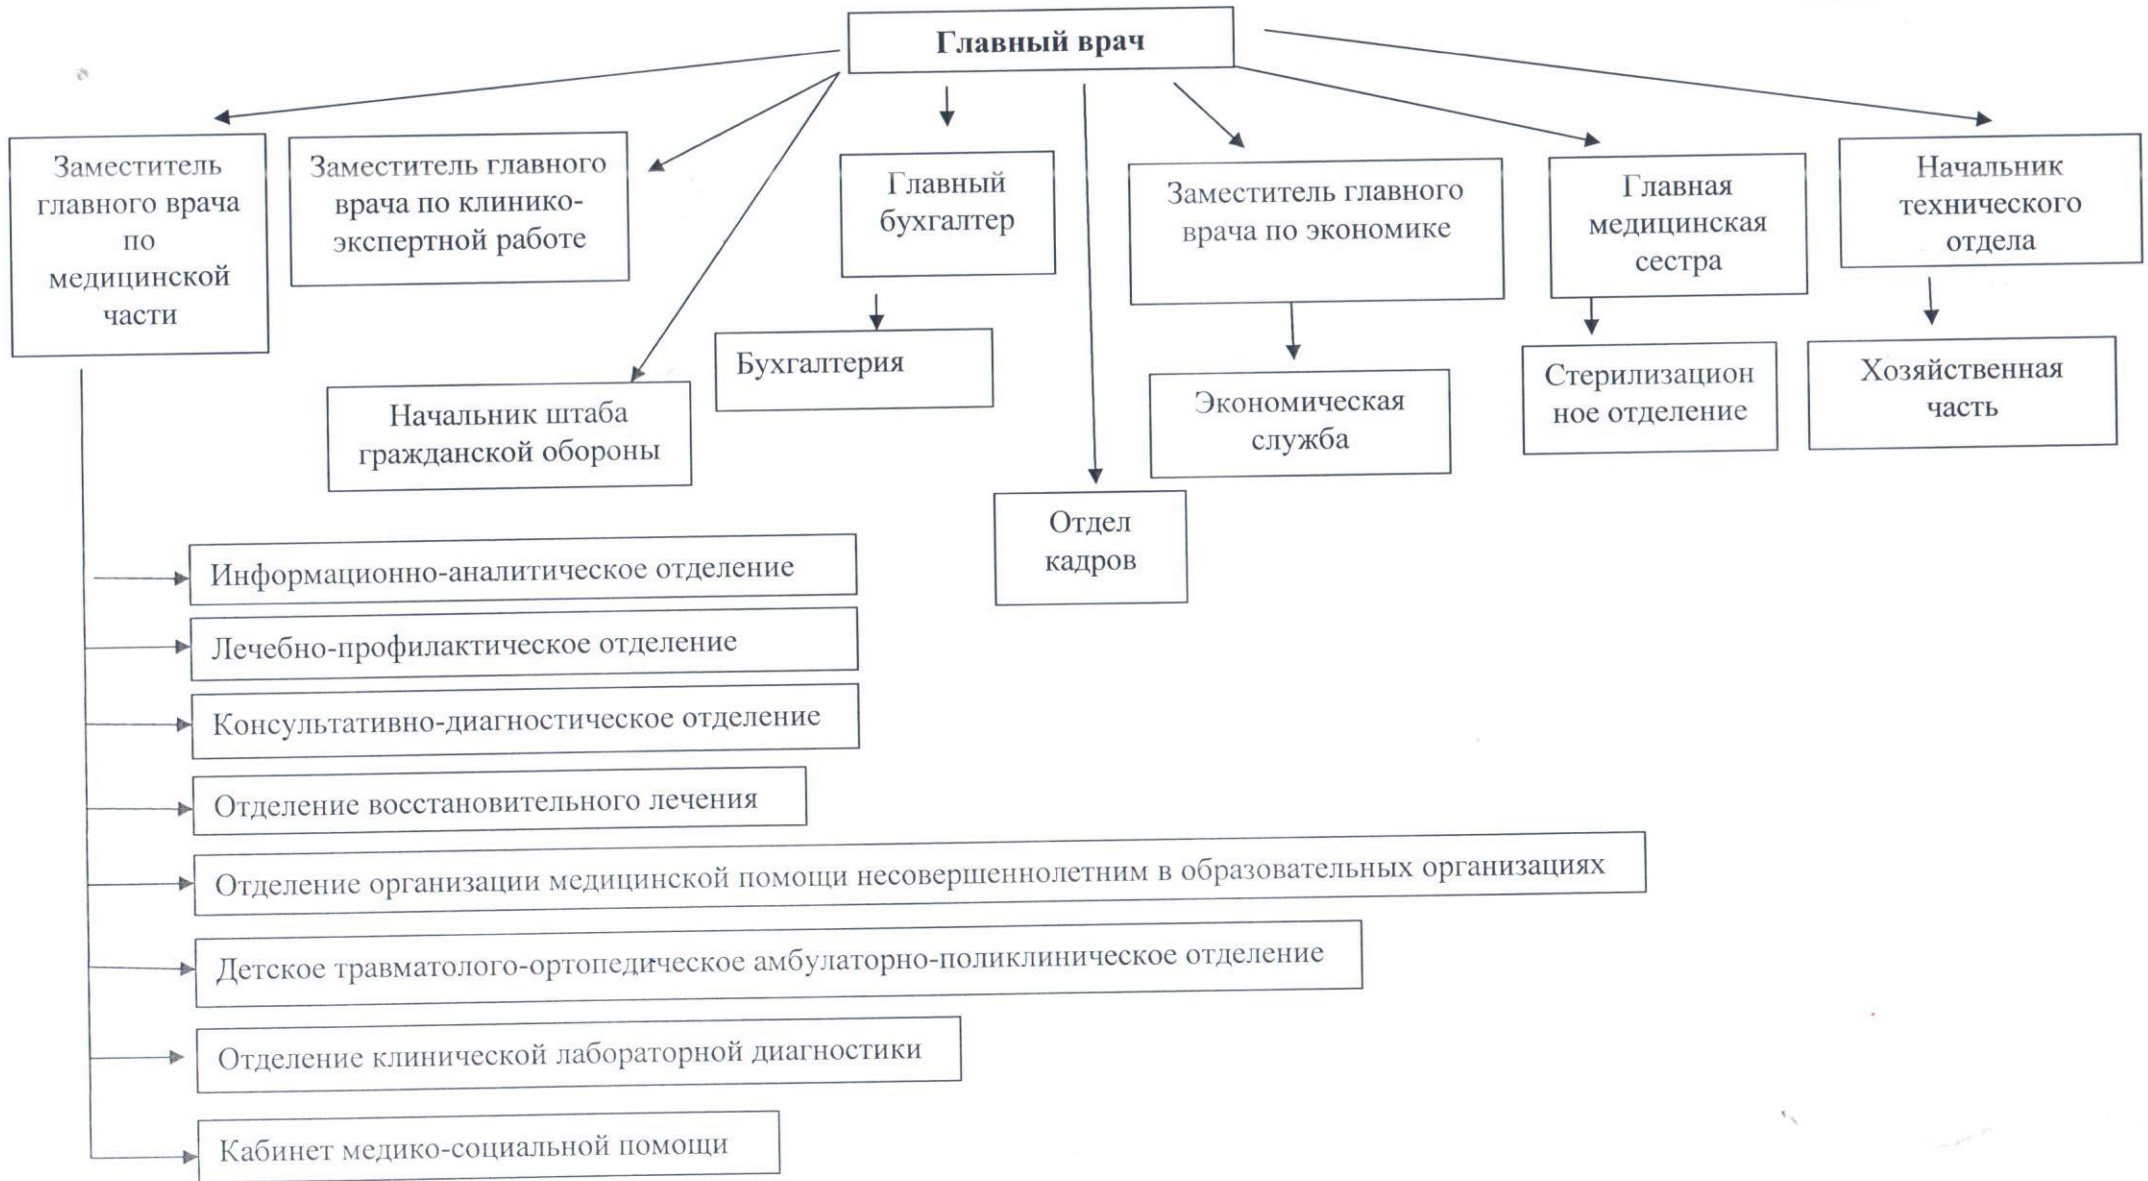 Главный врач
Заместитель
главного врача
по
медицинской
части
Заместитель главного
врача по клинико-
экспертной работе
Главный
бухгалтер
Заместитель главного
врача по экономике
Главная
медицинская
сестра
Начальник
технического
отдела
Начальник штаба
гражданской обороны
Бухгалтерия
Отдел
кадров
Экономическая
служба
Стерилизацион
ное отделение
Хозяйственная
часть
Информационно-аналитическое отделение
Лечебно-профилактическое отделение
Консультативно-диагностическое отделение
Отделение восстановительного лечения
Отделение организации медицинской помощи несовершеннолетним в образовательных организациях
Детское травматолого-ортопедическое амбулаторно-поликлиническое отделение
Отделение клинической лабораторной диагностики
Кабинет медико-социальной помощи